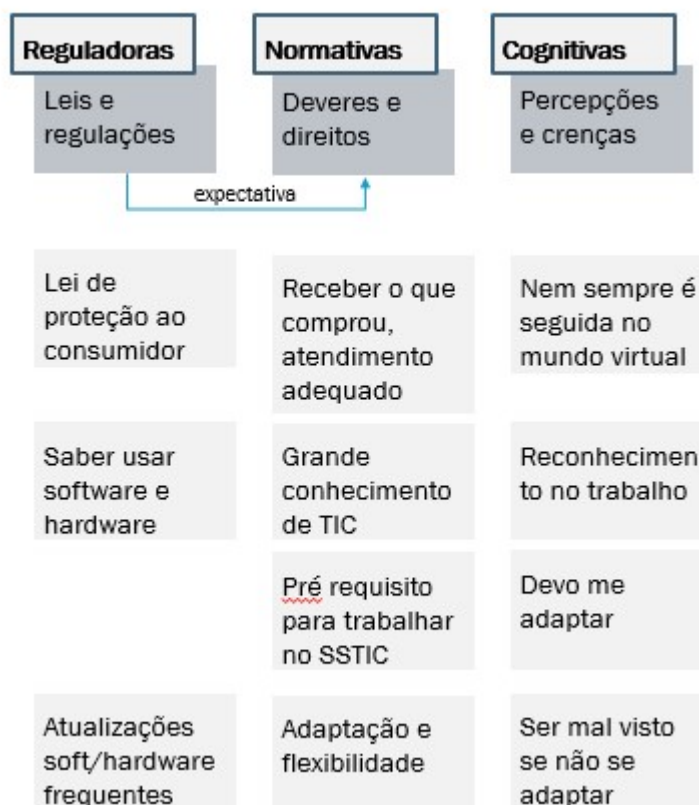 Reguladoras
Normativas
Cognitivas
Leis e
regulações
Deveres e
direitos
Percepções
e crenças
expectativa
Lei de
proteção ao
consumidor
Receber o que
comprou,
atendimento
adequado
Nem sempre é
seguida no
mundo virtual
Saber usar
software e
hardware
Grande
conhecimento
de TIC
Reconhecimen
to no trabalho
Pré requisito
para trabalhar
no SSTIC
Devo me
adaptar
Atualizações
soft/hardware
frequentes
Adaptação e
flexibilidade
Ser mal visto
se não se
adaptar